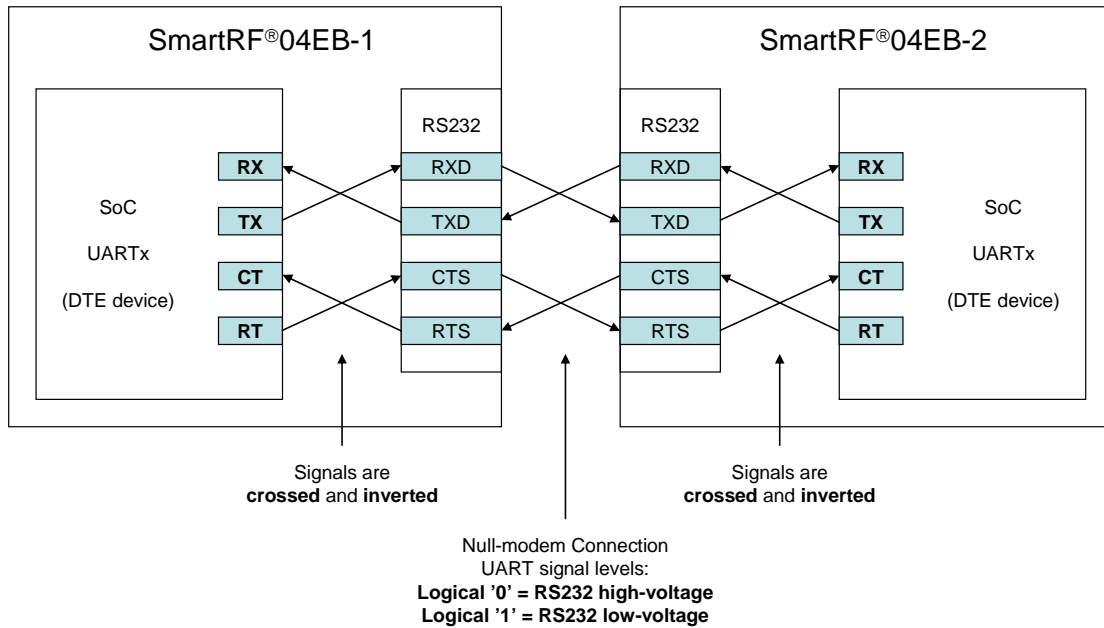 SmartRF®04EB-1
SmartRF®04EB-2
RS232
RS232
RX
RXD
RXD
RX
SoC
TX
TXD
TXD
TX
SoC
UARTx
CT
CTS
CTS
CT
UARTx
(DTE device)
RT
RTS
RTS
RT
(DTE device)
Signals are
crossed and inverted
Signals are
crossed and inverted
Null-modem Connection
UART signal levels:
Logical ’0’ = RS232 high-voltage
Logical ’1’ = RS232 low-voltage